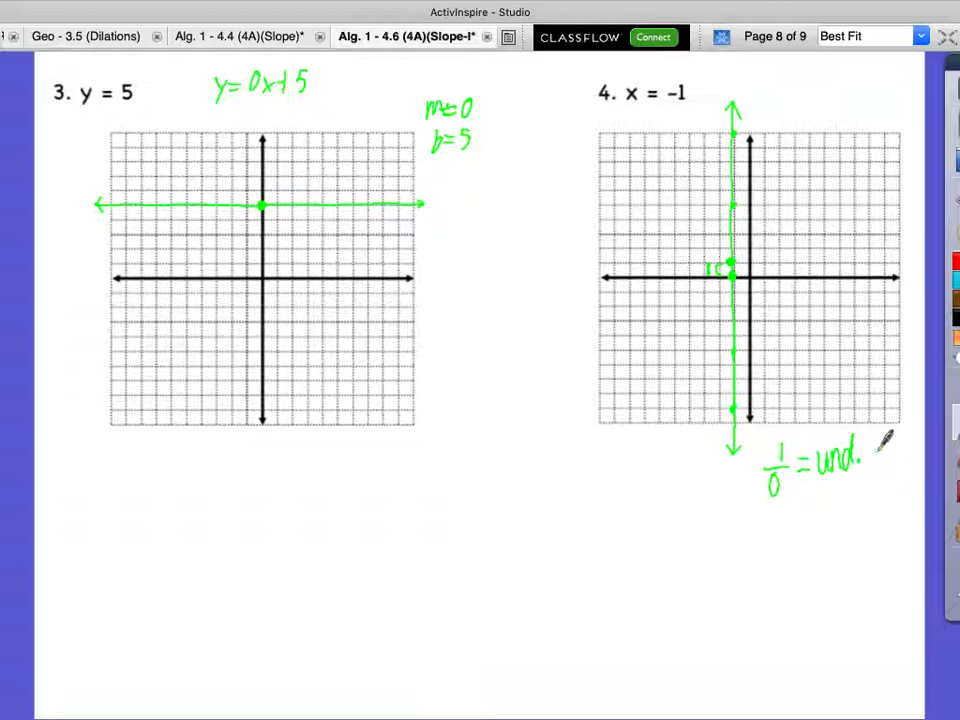 ActivInspire - Studio
Geo - 3.5 (Dilations)
Alg. 1 - 4.4 (4A)(Slope)*
Alg. 1 - 4.6 (4A)(Slope-I*
CLASSFLOW
Connect
Page 8 of 9
Best Fit
3. y = 5
y = 0x + 5
m = 0
b = 5
4. x = -1
1/0 = und.